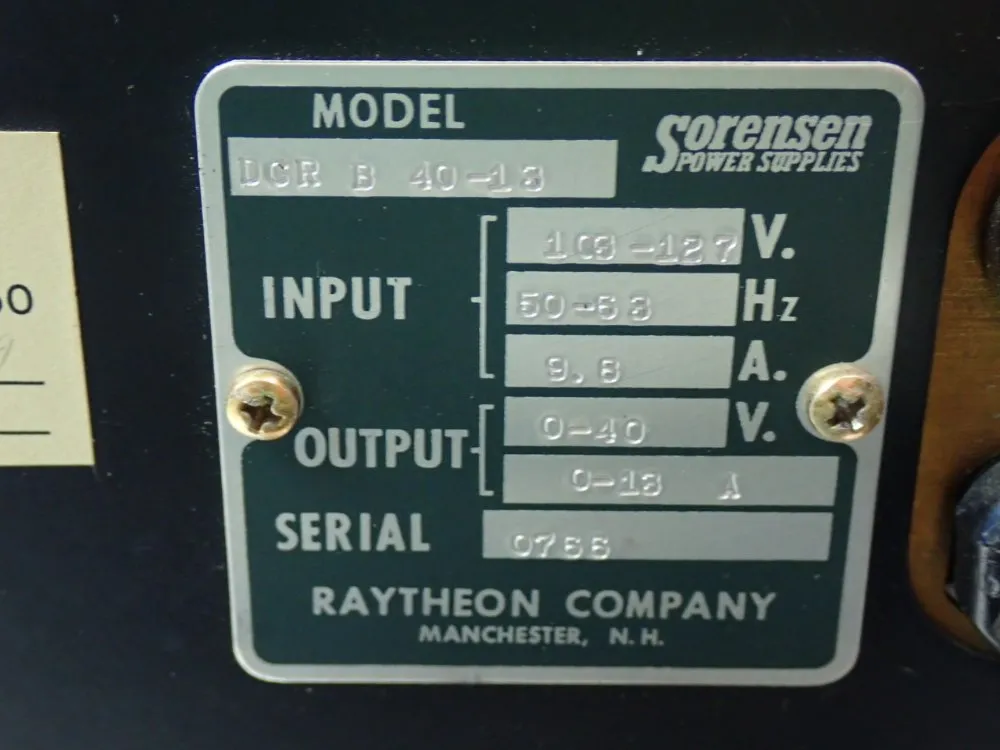 MODEL
Sorensen
POWER SUPPLIES
DCR B 40-13
INPUT
103-127 V.
50-63 Hz
9.8 A.
OUTPUT
0-40 V.
0-13 A
SERIAL 0766
RAYTHEON COMPANY
MANCHESTER, N. H.